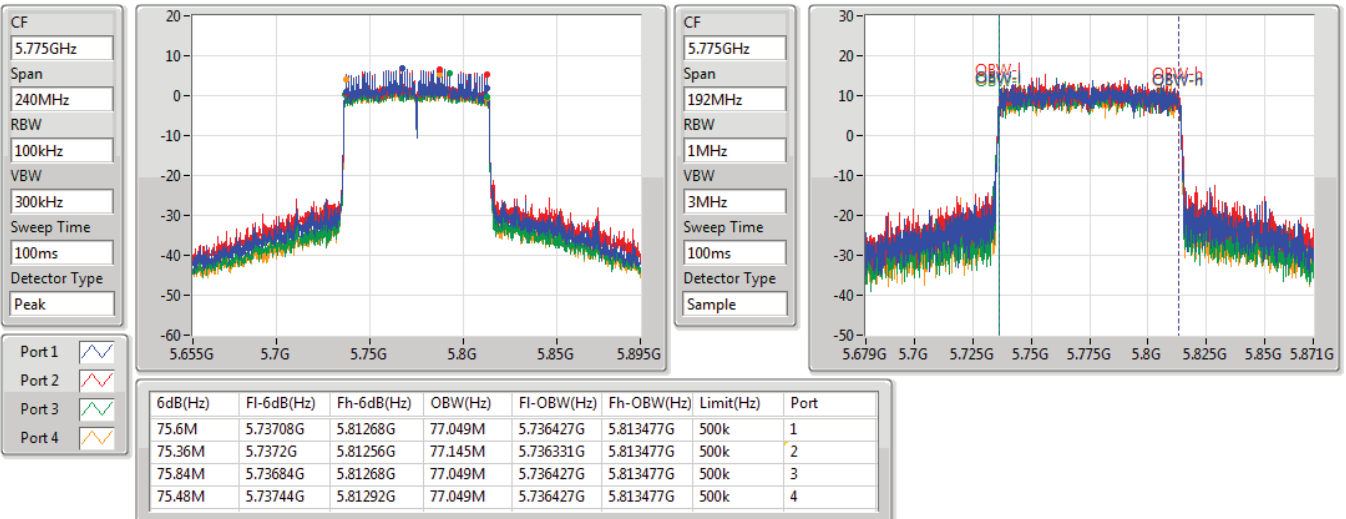 CF
5.775GHz
Span
240MHz
RBW
100kHz
VBW
300kHz
Sweep Time
100ms
Detector Type
Peak
20
10
0
-10
-20
-30
-40
-50
-60
5.655G 5.7G 5.75G 5.8G 5.85G 5.895G
CF
5.775GHz
Span
192MHz
RBW
1MHz
VBW
3MHz
Sweep Time
100ms
Detector Type
Sample
30
20
10
0
-10
-20
-30
-40
-50
OBW-l OBW-h
OBW-l OBW-h
5.679G 5.7G 5.725G 5.75G 5.775G 5.8G 5.825G 5.85G 5.871G
Port 1
Port 2
Port 3
Port 4
6dB(Hz) Fl-6dB(Hz) Fh-6dB(Hz) OBW(Hz) Fl-OBW(Hz) Fh-OBW(Hz) Limit(Hz) Port
75.6M 5.73708G 5.81268G 77.049M 5.736427G 5.813477G 500k 1
75.36M 5.7372G 5.81256G 77.145M 5.736331G 5.813477G 500k 2
75.84M 5.73684G 5.81268G 77.049M 5.736427G 5.813477G 500k 3
75.48M 5.73744G 5.81292G 77.049M 5.736427G 5.813477G 500k 4